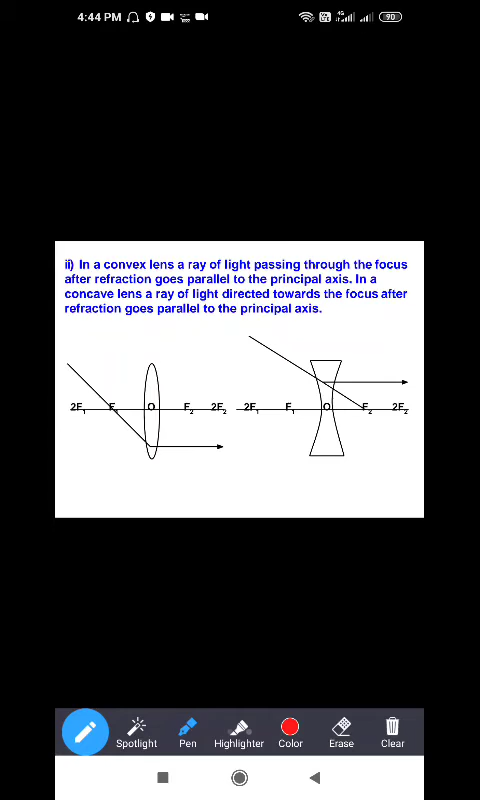 4:44 PM
4G
90
ii) In a convex lens a ray of light passing through the focus
after refraction goes parallel to the principal axis. In a
concave lens a ray of light directed towards the focus after
refraction goes parallel to the principal axis.
2F1 F1 O F2 2F2 2F1 F1 O F2 2F2
Spotlight Pen Highlighter Color Erase Clear